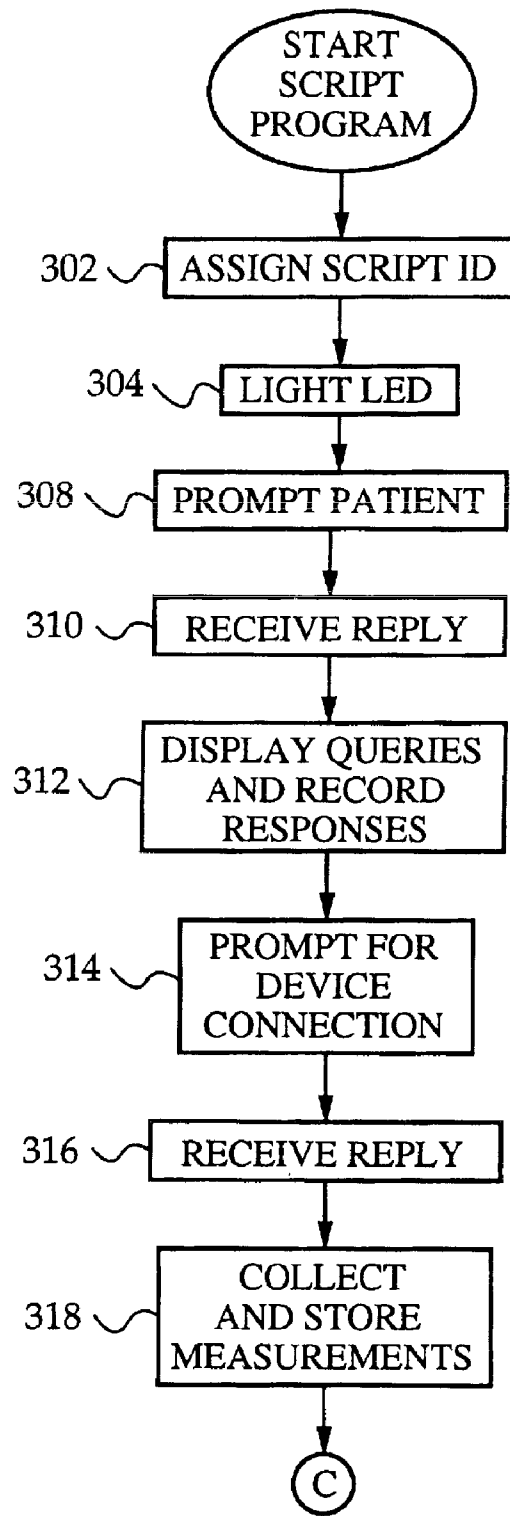 START
SCRIPT
PROGRAM
302
ASSIGN SCRIPT ID
304
LIGHT LED
308
PROMPT PATIENT
310
RECEIVE REPLY
312
DISPLAY QUERIES
AND RECORD
RESPONSES
314
PROMPT FOR
DEVICE
CONNECTION
316
RECEIVE REPLY
318
COLLECT
AND STORE
MEASUREMENTS
C